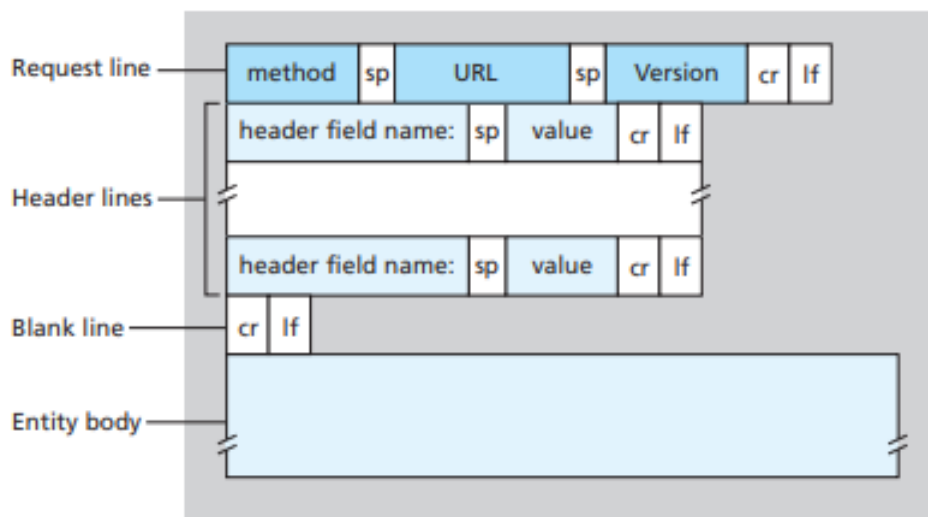 Request line method sp URL sp Version cr lf
header field name: sp value cr lf
Header lines
header field name: sp value cr lf
Blank line cr lf
Entity body